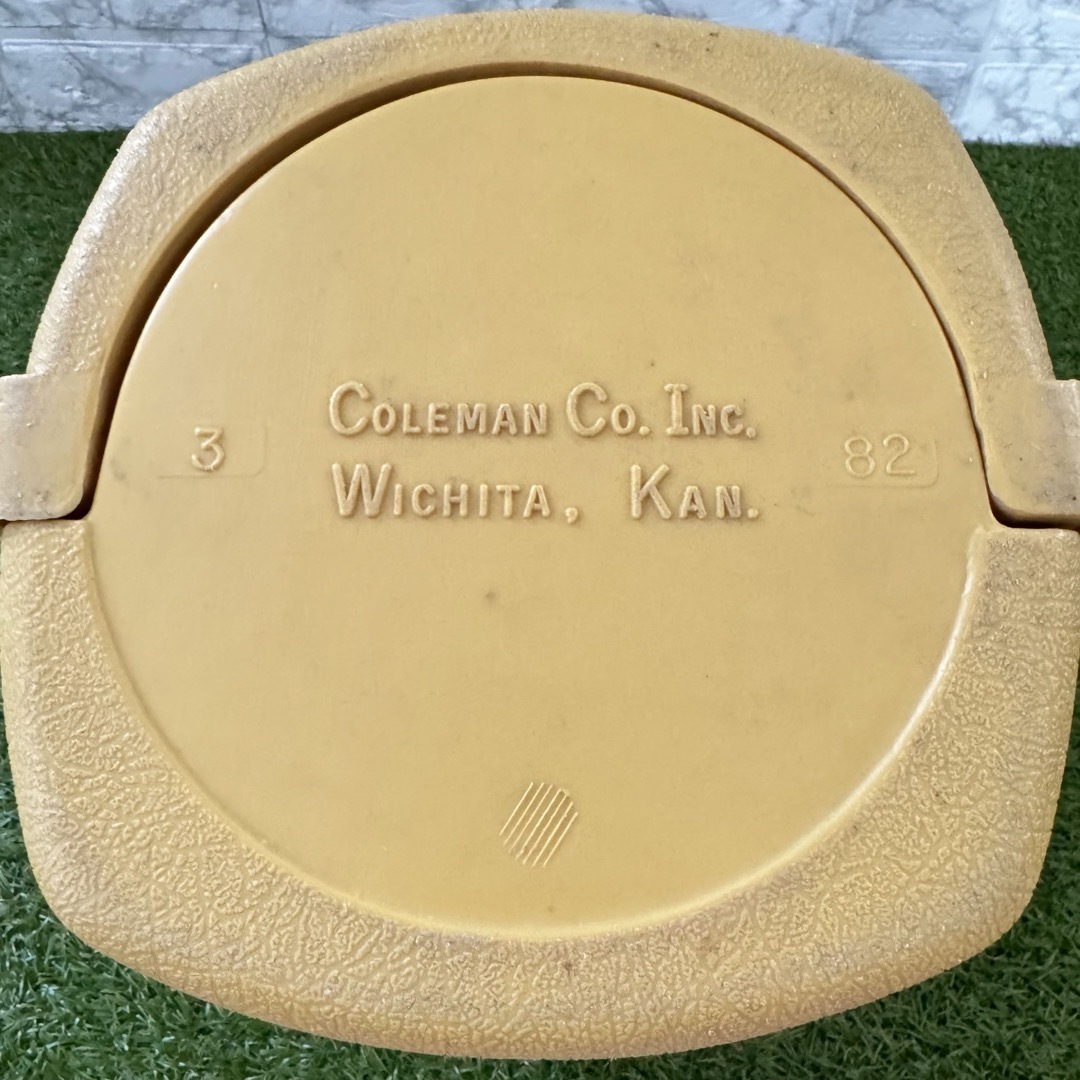 COLEMAN CO. INC.
3
82
WICHITA, KAN.